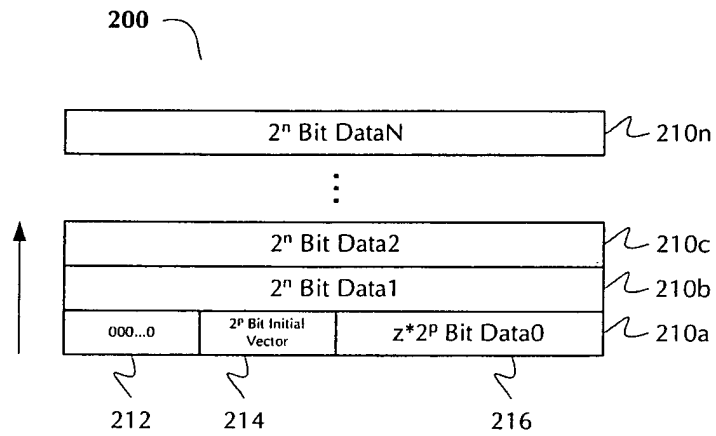 200
2ⁿ Bit DataN
210n
⋮
2ⁿ Bit Data2
210c
2ⁿ Bit Data1
210b
000...0
2ᵖ Bit Initial
Vector
z*2ᵖ Bit Data0
210a
212
214
216